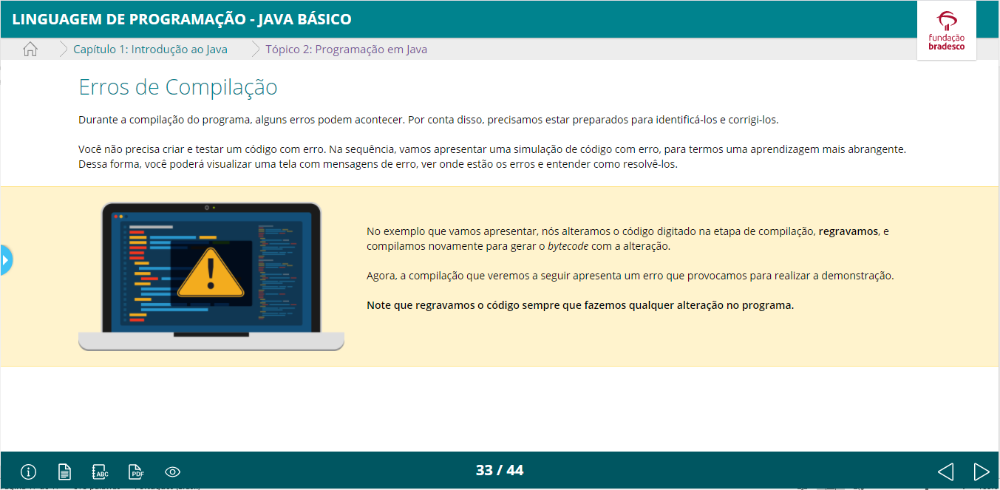 LINGUAGEM DE PROGRAMAÇÃO - JAVA BÁSICO
fundação
bradesco
Capítulo 1: Introdução ao Java
Tópico 2: Programação em Java
Erros de Compilação
Durante a compilação do programa, alguns erros podem acontecer. Por conta disso, precisamos estar preparados para identificá-los e corrigi-los.
Você não precisa criar e testar um código com erro. Na sequência, vamos apresentar uma simulação de código com erro, para termos uma aprendizagem mais abrangente.
Dessa forma, você poderá visualizar uma tela com mensagens de erro, ver onde estão os erros e entender como resolvê-los.
No exemplo que vamos apresentar, nós alteramos o código digitado na etapa de compilação, regravamos, e
compilamos novamente para gerar o bytecode com a alteração.
Agora, a compilação que veremos a seguir apresenta um erro que provocamos para realizar a demonstração.
Note que regravamos o código sempre que fazemos qualquer alteração no programa.
ABC
PDF
33 / 44